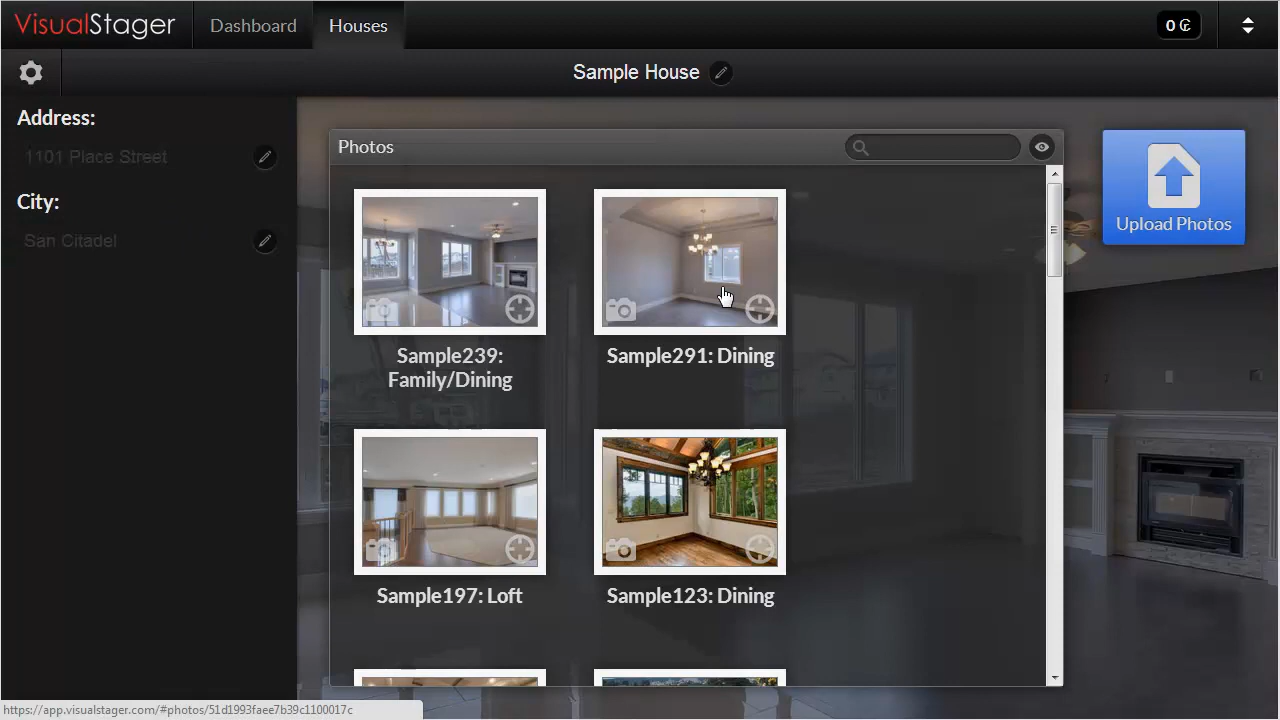 VisualStager
Dashboard
Houses
0 ₢
Sample House
Address:
1101 Place Street
City:
San Citadel
Photos
Upload Photos
Sample239:
Family/Dining
Sample291: Dining
Sample197: Loft
Sample123: Dining
https://app.visualstager.com/#photos/51d1993faee7b39c1100017c